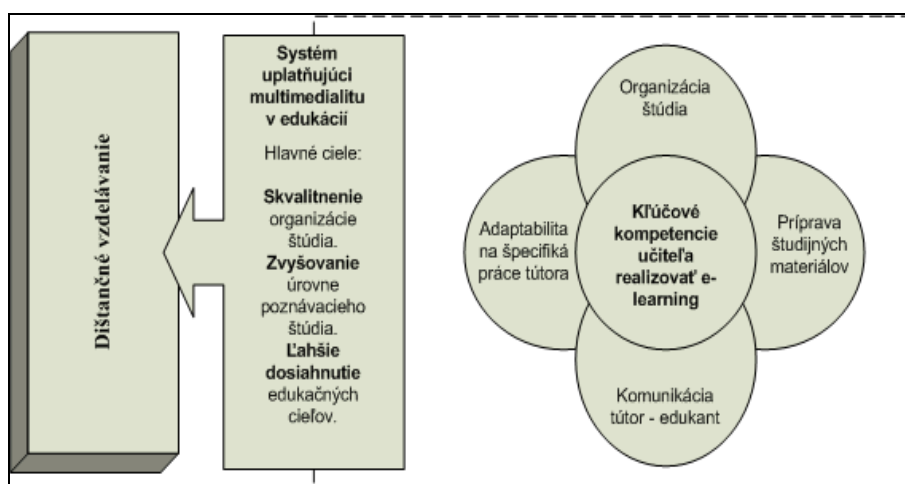 Dištančné vzdelávanie
Systém
uplatňujúci
multimedialitu
v edukácií
Hlavné ciele:
Skvalitnenie
organizácie
štúdia.
Zvyšovanie
úrovne
poznávacieho
štúdia.
Ľahšie
dosiahnutie
edukačných
cieľov.
Organizácia
štúdia
Adaptabilita
na špecifiká
práce tútora
Kľúčové
kompetencie
učiteľa
realizovať e-
learning
Príprava
študijných
materiálov
Komunikácia
tútor - edukant